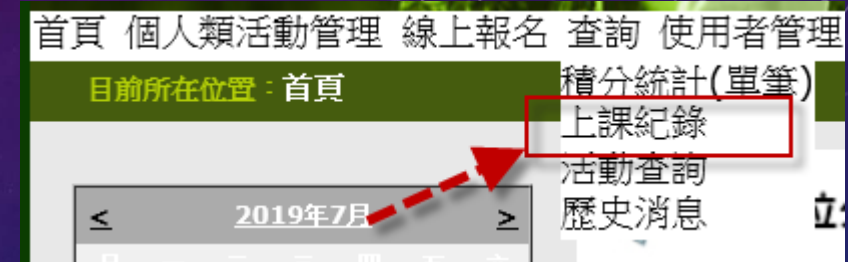 首頁 個人類活動管理 線上報名 查詢 使用者管理
目前所在位置：首頁
積分統計(單筆)
上課紀錄
活動查詢
歷史消息
< 2019年7月 >